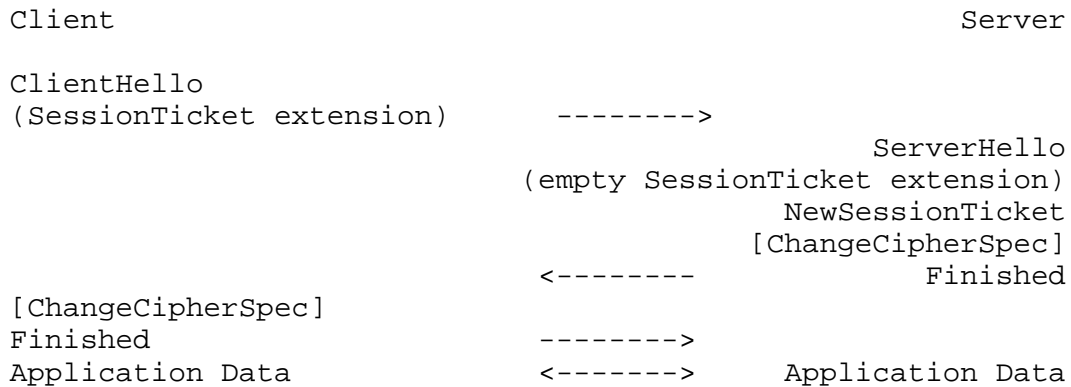 Client                                               Server

ClientHello
(SessionTicket extension)      -------->
                                                ServerHello
                            (empty SessionTicket extension)
                                           NewSessionTicket
                                         [ChangeCipherSpec]
                             <--------             Finished
[ChangeCipherSpec]
Finished                     -------->
Application Data             <------->     Application Data